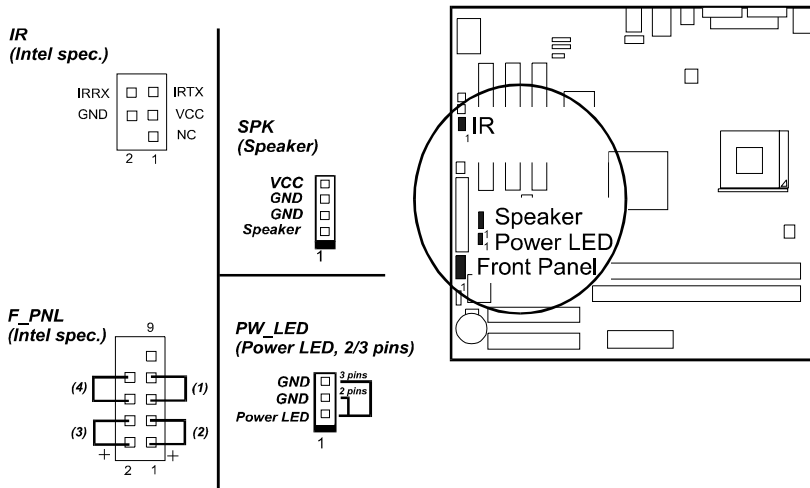 IR
(Intel spec.)
IRRX IRTX
GND VCC
NC
2 1
SPK
(Speaker)
VCC
GND
GND
Speaker
1
F_PNL
(Intel spec.)
9
(4) (1)
(3) (2)
+ +
2 1
PW_LED
(Power LED, 2/3 pins)
GND 3 pins
GND 2 pins
Power LED
1
IR
1
Speaker
1
1 Power LED
Front Panel
1